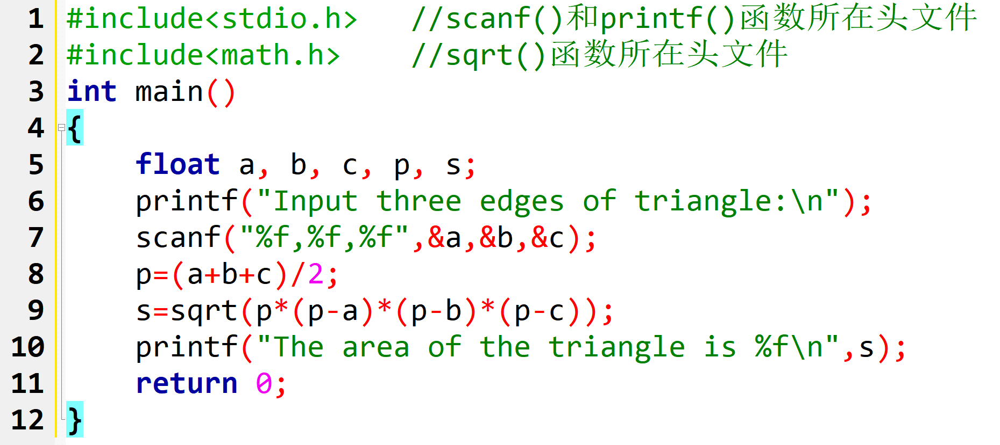 1 #include<stdio.h>    //scanf()和printf()函数所在头文件
2 #include<math.h>     //sqrt()函数所在头文件
3 int main()
4 {
5     float a, b, c, p, s;
6     printf("Input three edges of triangle:\n");
7     scanf("%f,%f,%f",&a,&b,&c);
8     p=(a+b+c)/2;
9     s=sqrt(p*(p-a)*(p-b)*(p-c));
10     printf("The area of the triangle is %f\n",s);
11     return 0;
12 }